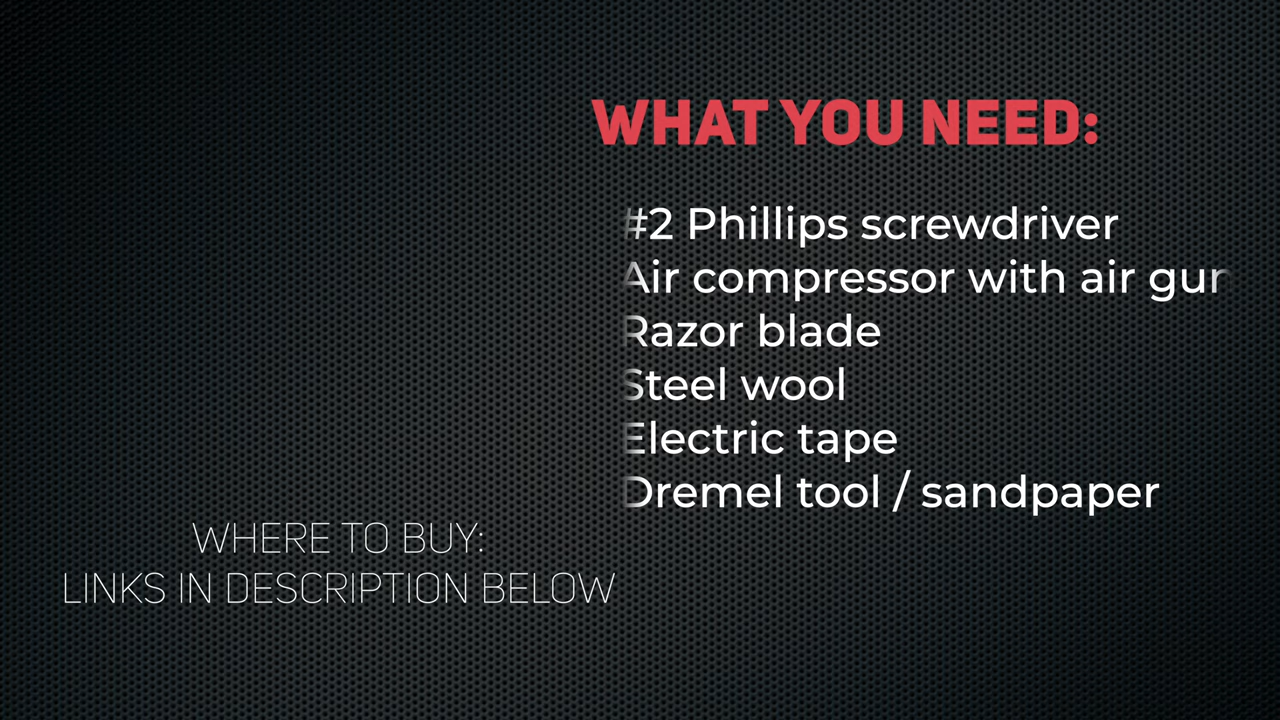 WHAT YOU NEED:
#2 Phillips screwdriver
Air compressor with air gun
Razor blade
Steel wool
Electric tape
Dremel tool / sandpaper
WHERE TO BUY:
LINKS IN DESCRIPTION BELOW